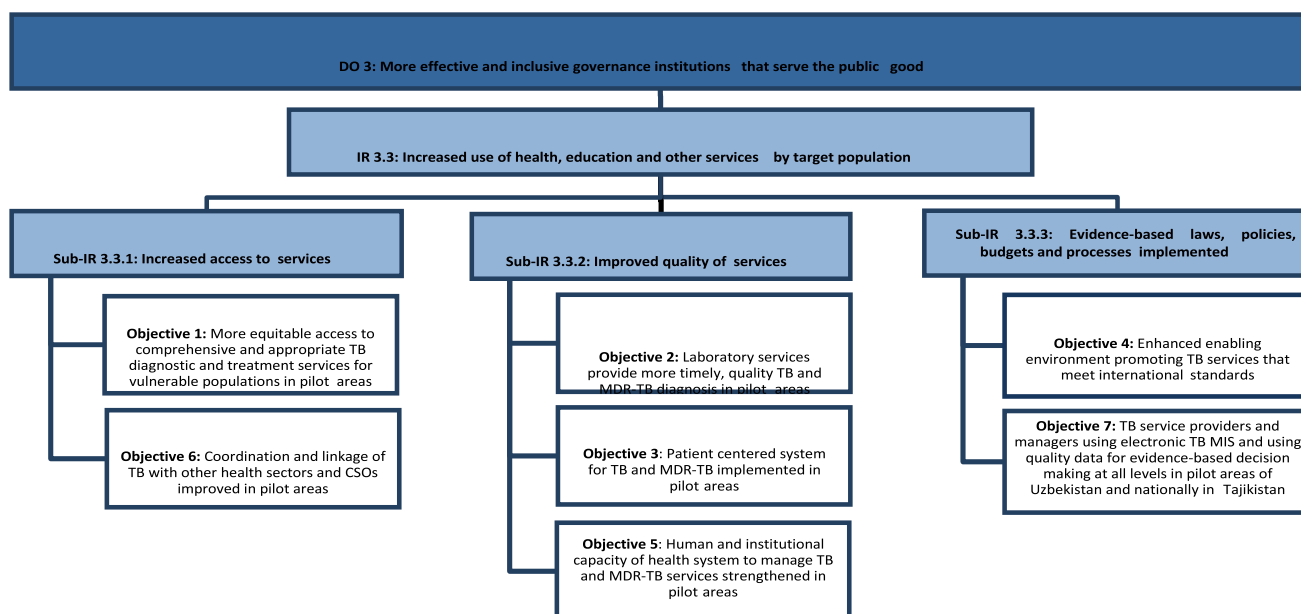 DO 3: More effective and inclusive governance institutions that serve the public good
IR 3.3: Increased use of health, education and other services by target population
Sub-IR 3.3.1: Increased access to services
Objective 1: More equitable access to
comprehensive and appropriate TB
diagnostic and treatment services for
vulnerable populations in pilot areas
Objective 6: Coordination and linkage of
TB with other health sectors and CSOs
improved in pilot areas
Sub-IR 3.3.2: Improved quality of services
Objective 2: Laboratory services
provide more timely, quality TB and
MDR-TB diagnosis in pilot areas
Objective 3: Patient centered system
for TB and MDR-TB implemented in
pilot areas
Objective 5: Human and institutional
capacity of health system to manage TB
and MDR-TB services strengthened in
pilot areas
Sub-IR 3.3.3: Evidence-based laws, policies,
budgets and processes implemented
Objective 4: Enhanced enabling
environment promoting TB services that
meet international standards
Objective 7: TB service providers and
managers using electronic TB MIS and using
quality data for evidence-based decision
making at all levels in pilot areas of
Uzbekistan and nationally in Tajikistan